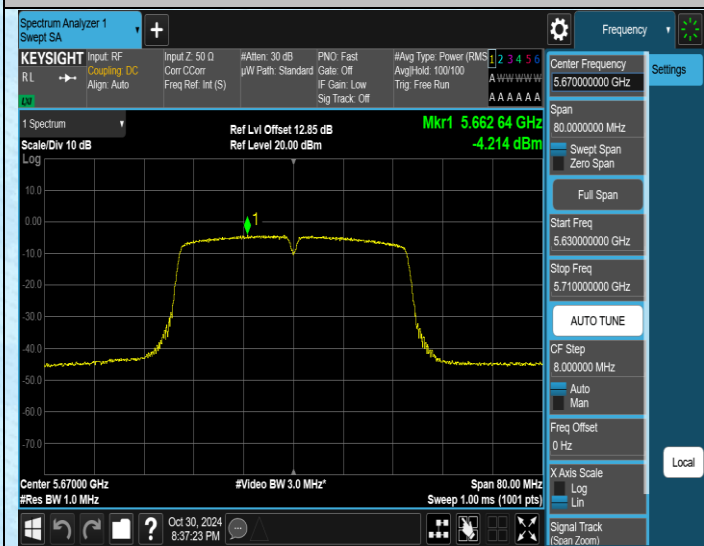 Spectrum Analyzer 1
Swept SA
+
Frequency
KEYSIGHT
RL
LXI
Input: RF
Coupling: DC
Align: Auto
Input Z: 50 Ω
Corr CCorr
Freq Ref: Int (S)
#Atten: 30 dB
µW Path: Standard
PNO: Fast
Gate: Off
IF Gain: Low
Sig Track: Off
#Avg Type: Power (RMS
Avg|Hold: 100/100
Trig: Free Run
1 2 3 4 5 6
A W W W W W
A A A A A A
Center Frequency
5.670000000 GHz
Settings
Span
80.0000000 MHz
Swept Span
Zero Span
Full Span
Start Freq
5.630000000 GHz
Stop Freq
5.710000000 GHz
AUTO TUNE
CF Step
8.000000 MHz
Auto
Man
Freq Offset
0 Hz
X Axis Scale
Log
Lin
Signal Track
(Span Zoom)
Local
1 Spectrum
Scale/Div 10 dB
Log
Ref Lvl Offset 12.85 dB
Ref Level 20.00 dBm
Mkr1 5.662 64 GHz
-4.214 dBm
10.0
0.00
-10.0
-20.0
-30.0
-40.0
-50.0
-60.0
-70.0
1
Center 5.67000 GHz
#Res BW 1.0 MHz
#Video BW 3.0 MHz*
Span 80.00 MHz
Sweep 1.00 ms (1001 pts)
?
Oct 30, 2024
8:37:23 PM